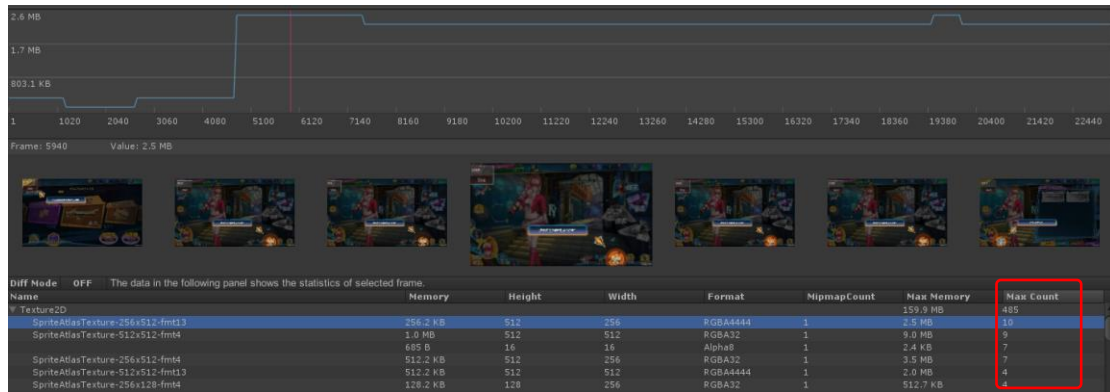 2.6 MB
1.7 MB
803.1 KB
1 1020 2040 3060 4080 5100 6120 7140 8160 9180 10200 11220 12240 13260 14280 15300 16320 17340 18360 19380 20400 21420 22440
Frame: 5940 Value: 2.5 MB
Diff Mode OFF The data in the following panel shows the statistics of selected frame.
Name Memory Height Width Format MipmapCount Max Memory Max Count
Texture2D 159.9 MB 485
SpriteAtlasTexture-256x512-fmt13 256.2 KB 512 256 RGBA4444 1 2.5 MB 10
SpriteAtlasTexture-512x512-fmt4 1.0 MB 512 512 RGBA32 1 9.0 MB 9
685 B 16 16 Alpha8 1 2.4 KB 7
SpriteAtlasTexture-256x512-fmt4 512.2 KB 512 256 RGBA32 1 3.5 MB 7
SpriteAtlasTexture-512x512-fmt13 512.2 KB 512 512 RGBA4444 1 2.0 MB 4
SpriteAtlasTexture-256x128-fmt4 128.2 KB 128 256 RGBA32 1 512.7 KB 4